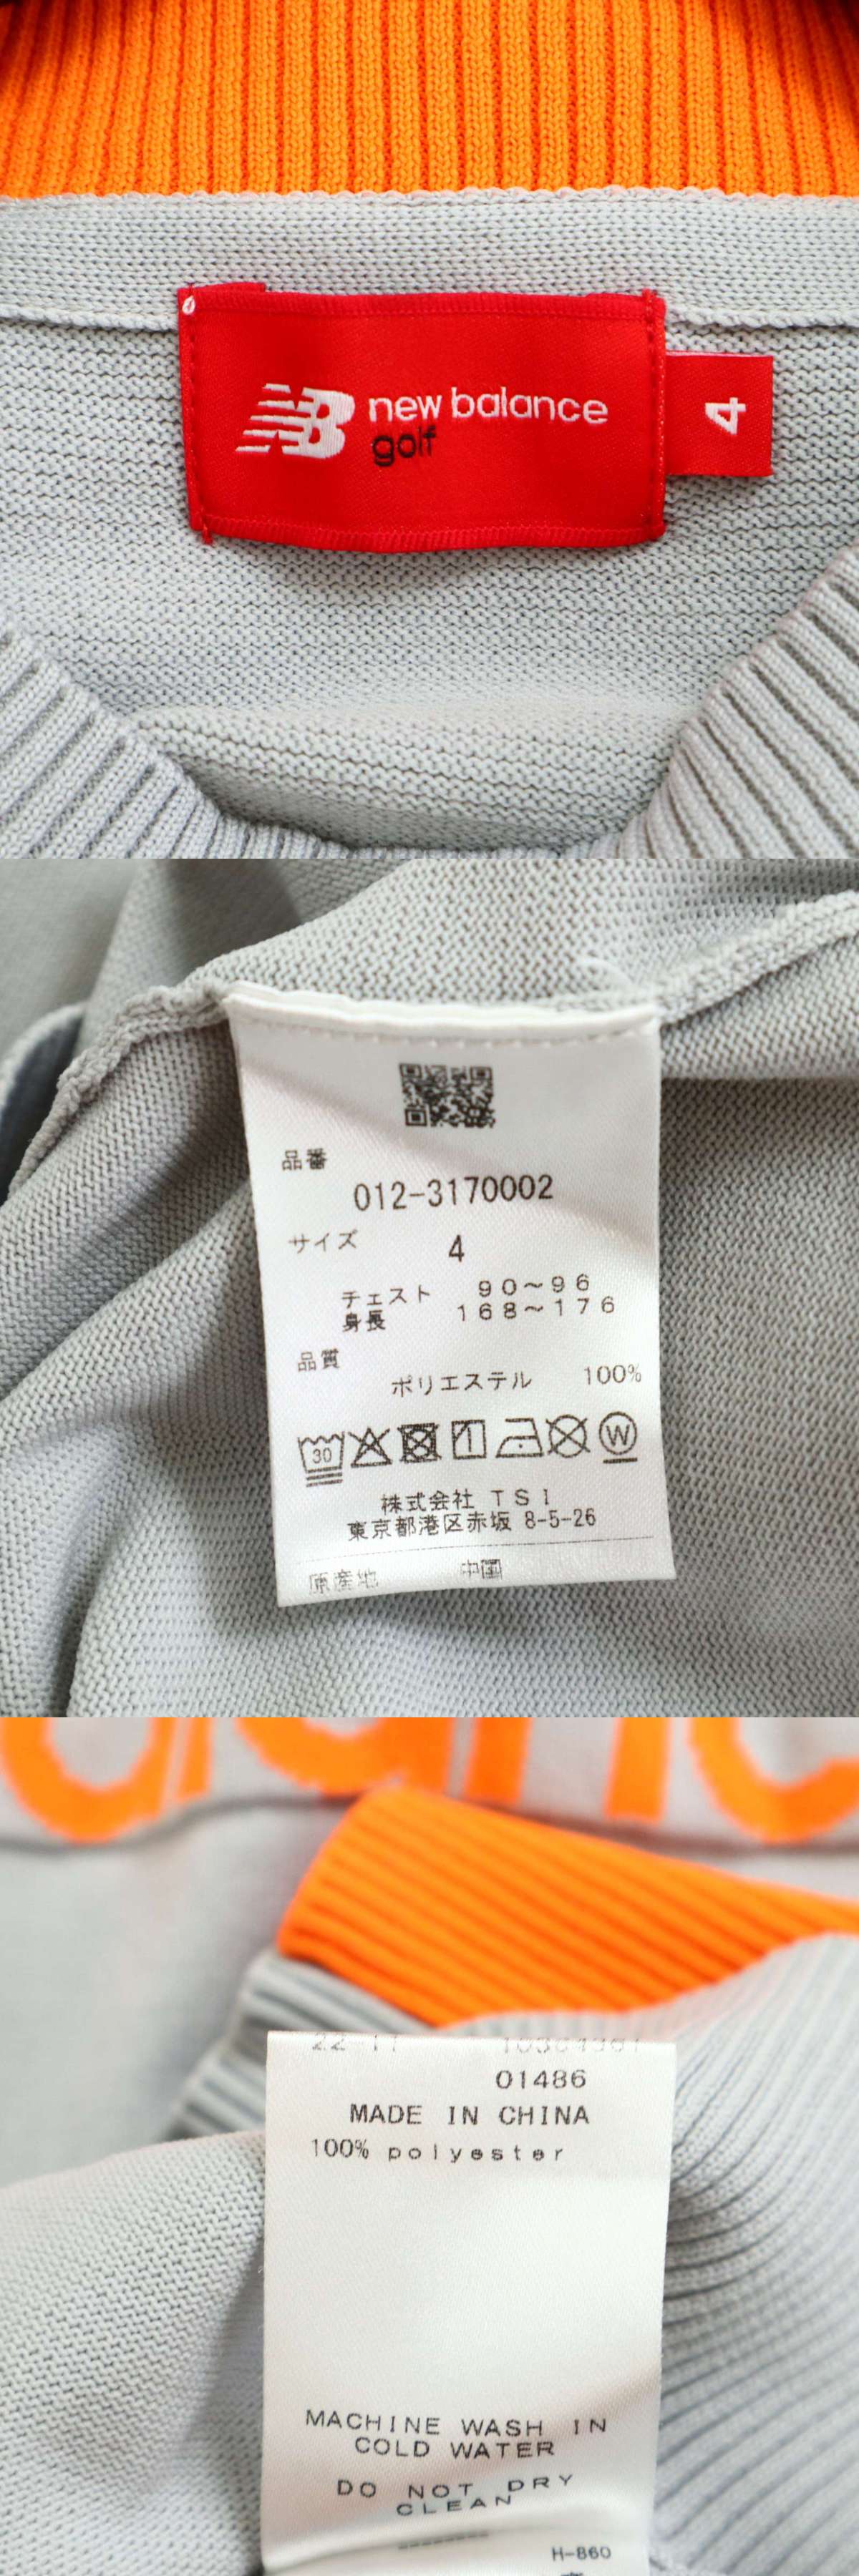 new balance
golf
4
品番
012-3170002
サイズ 4
チェスト 90~96
身長 168~176
品質
ポリエステル 100%
30
W
株式会社 TSI
東京都港区赤坂 8-5-26
原産地 中国
22-11
01486
MADE IN CHINA
100% polyester
MACHINE WASH IN
COLD WATER
DO NOT DRY
CLEAN
H-860